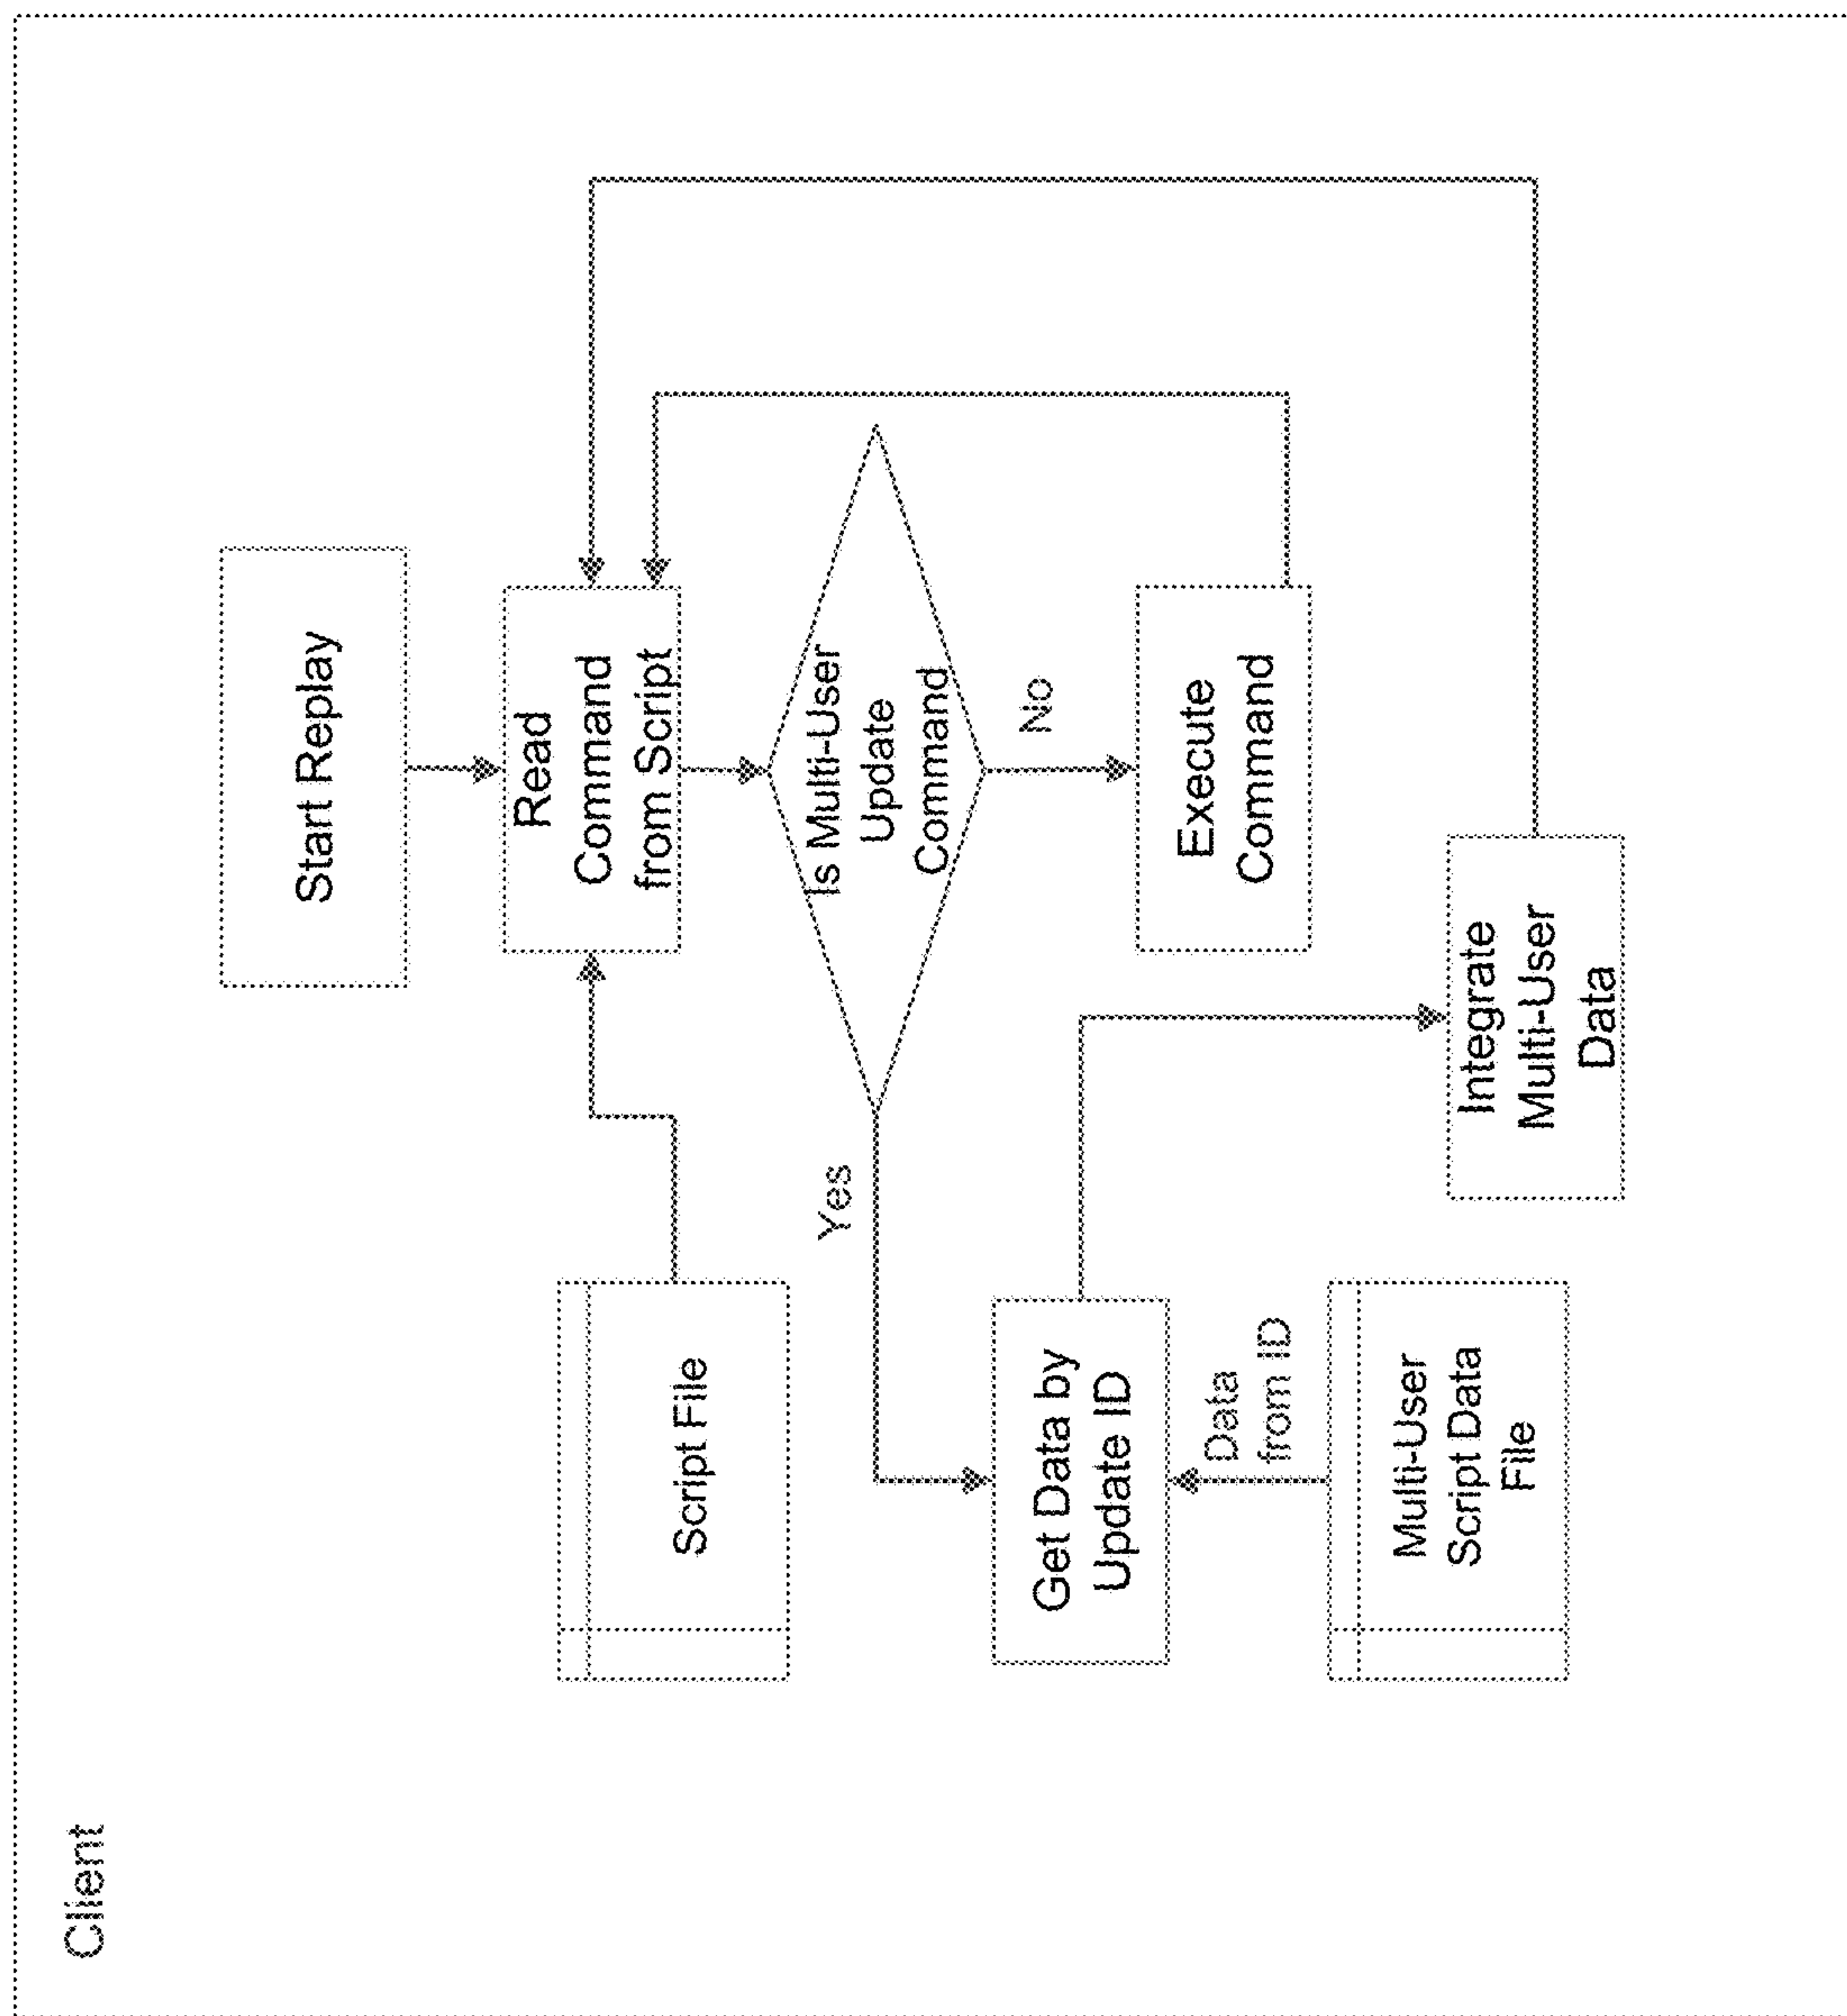 Client
Start Replay
Script File
Read
Command
from Script
Yes
Is Multi-User
Update
Command
No
Get Data by
Update ID
Execute
Command
Data
from ID
Multi-User
Script Data
File
Integrate
Multi-User
Data